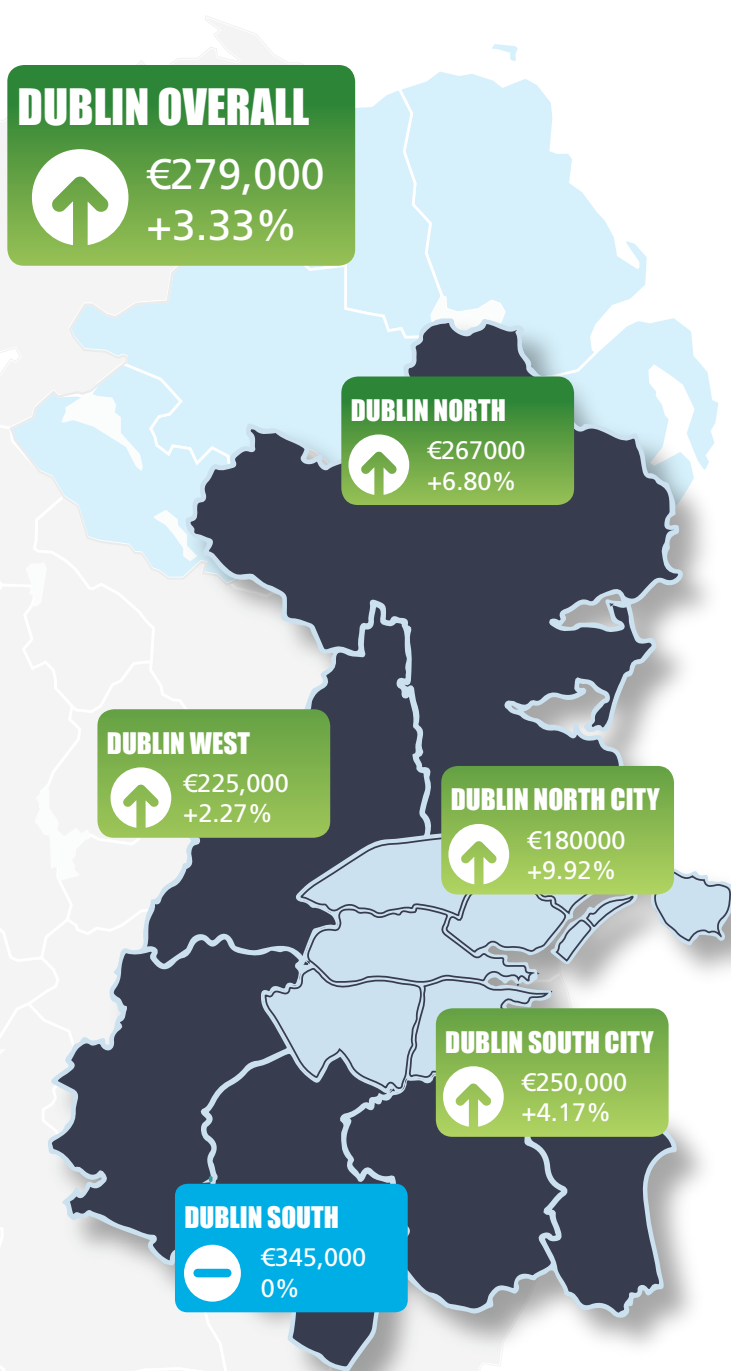 DUBLIN OVERALL
€279,000
+3.33%
DUBLIN NORTH
€267000
+6.80%
DUBLIN WEST
€225,000
+2.27%
DUBLIN NORTH CITY
€180000
+9.92%
DUBLIN SOUTH CITY
€250,000
+4.17%
DUBLIN SOUTH
€345,000
0%